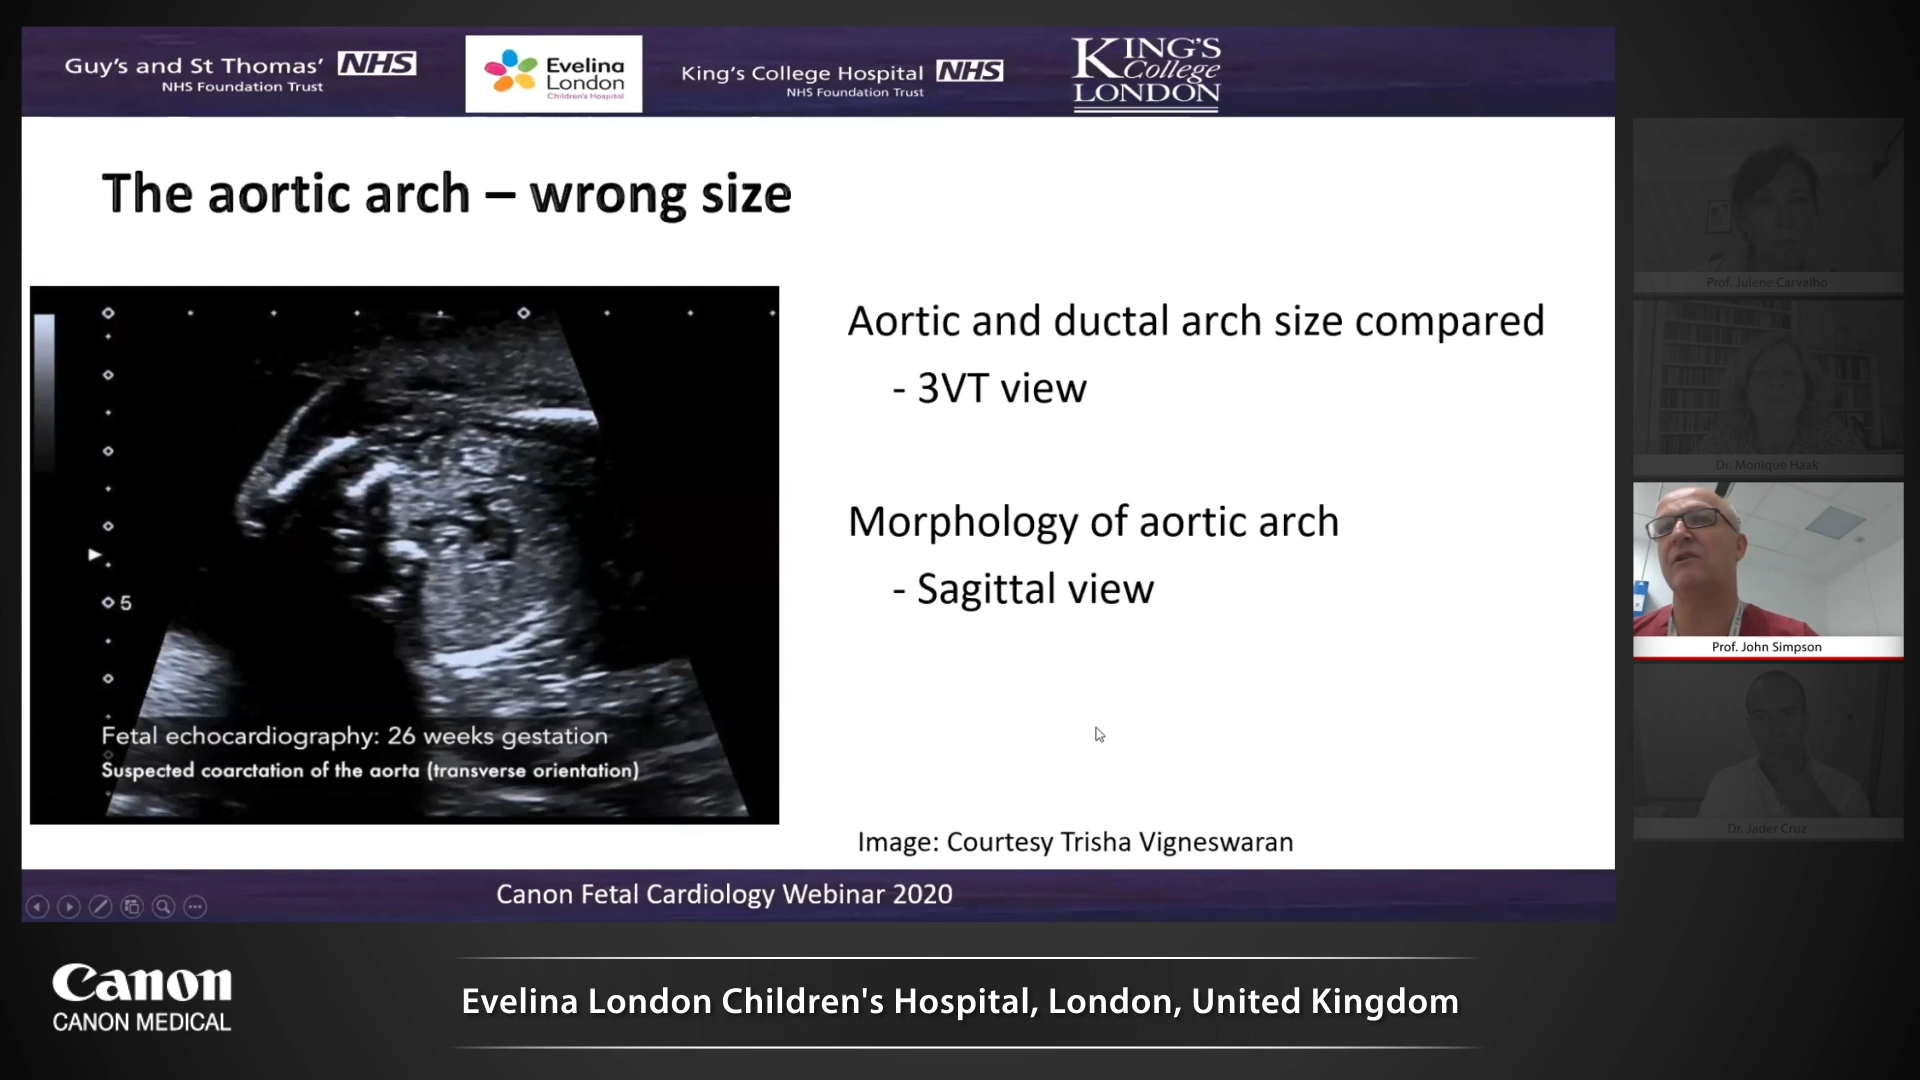 Guy's and St Thomas' NHS
NHS Foundation Trust
Evelina
London
Children's Hospital
King's College Hospital NHS
NHS Foundation Trust
KING'S
College
LONDON
The aortic arch – wrong size
Aortic and ductal arch size compared
- 3VT view
Morphology of aortic arch
- Sagittal view
5
Fetal echocardiography: 26 weeks gestation
Suspected coarctation of the aorta (transverse orientation)
Image: Courtesy Trisha Vigneswaran
Canon Fetal Cardiology Webinar 2020
Prof. Julene Carvalho
Dr. Monique Haak
Prof. John Simpson
Dr. Jader Cruz
Canon
CANON MEDICAL
Evelina London Children's Hospital, London, United Kingdom